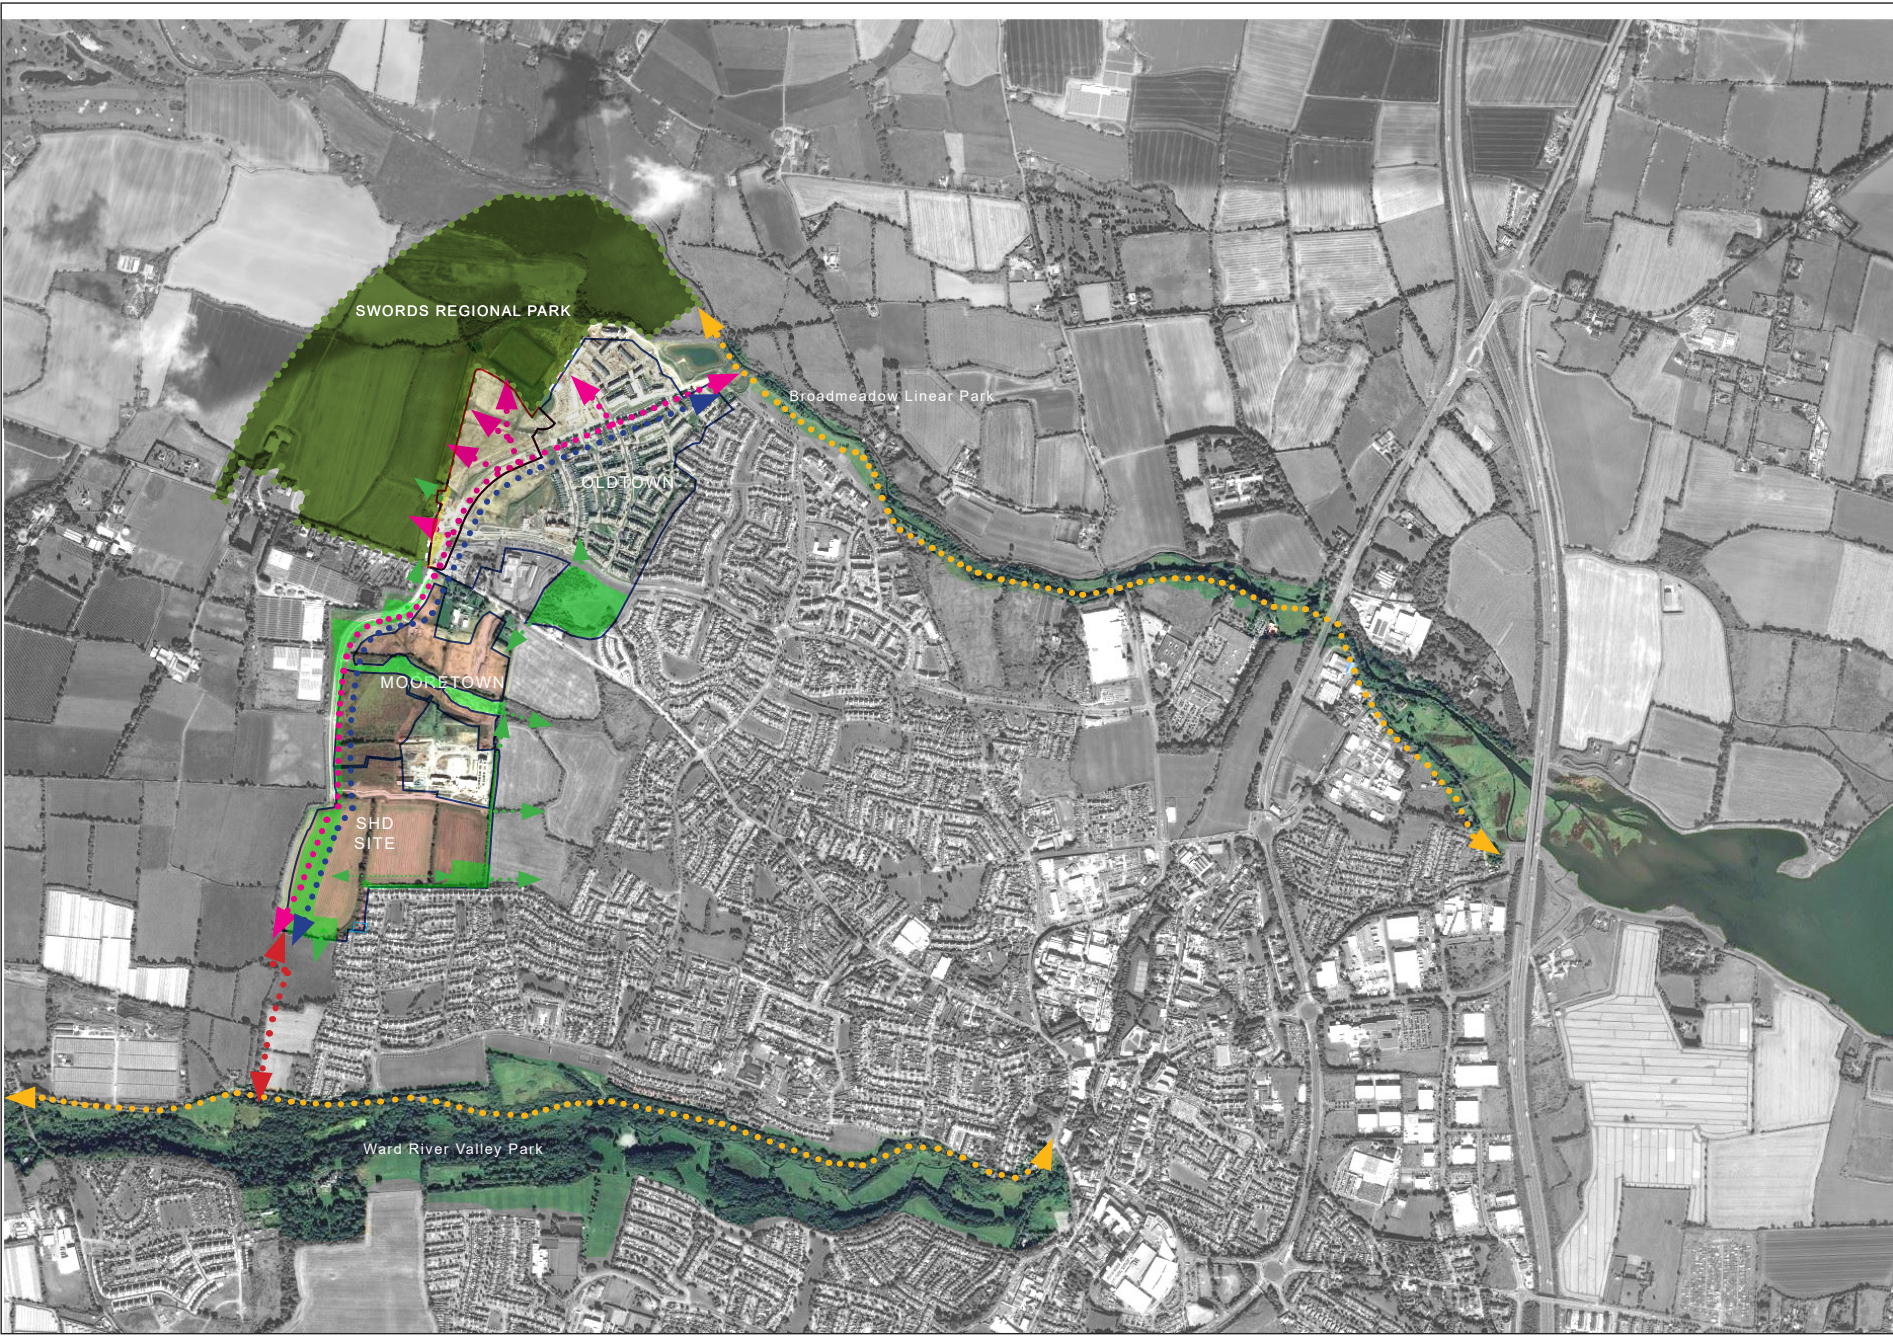 SWORDS REGIONAL PARK
Broadmeadow Linear Park
OLDTOWN
MOORETOWN
SHD
SITE
Ward River Valley Park